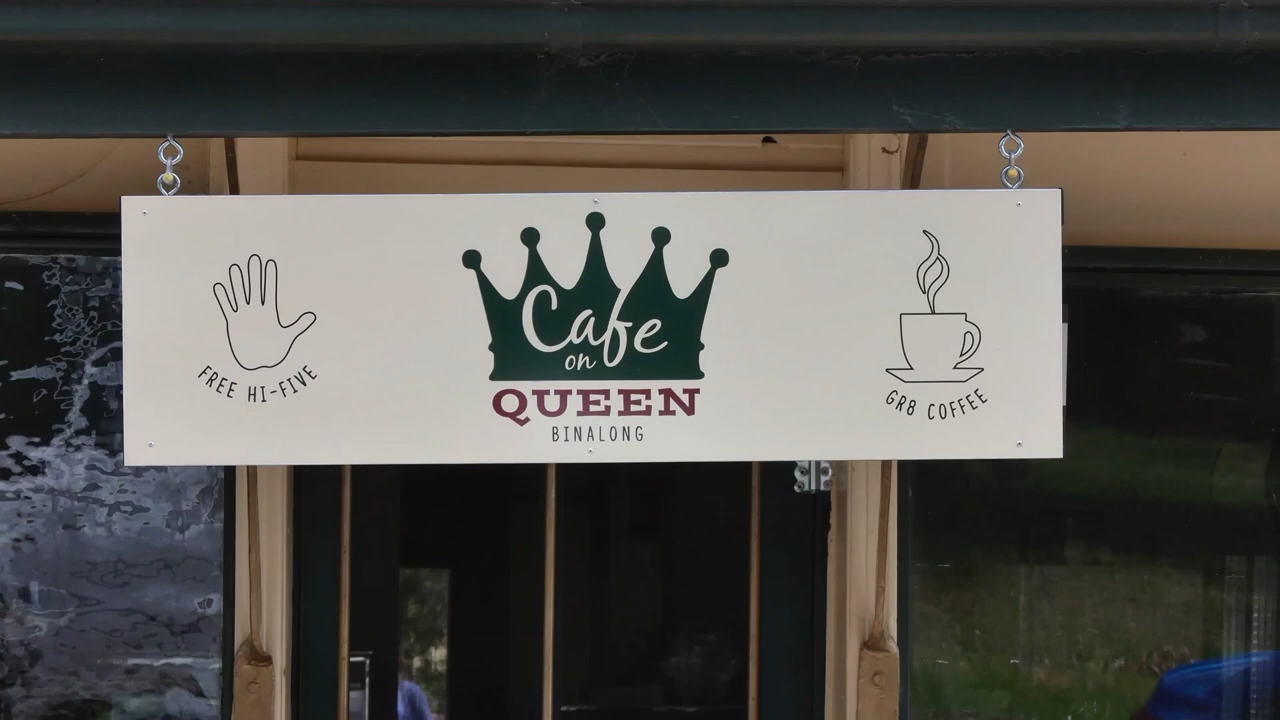 FREE HI-FIVE
Cafe
on
QUEEN
BINALONG
GR8 COFFEE